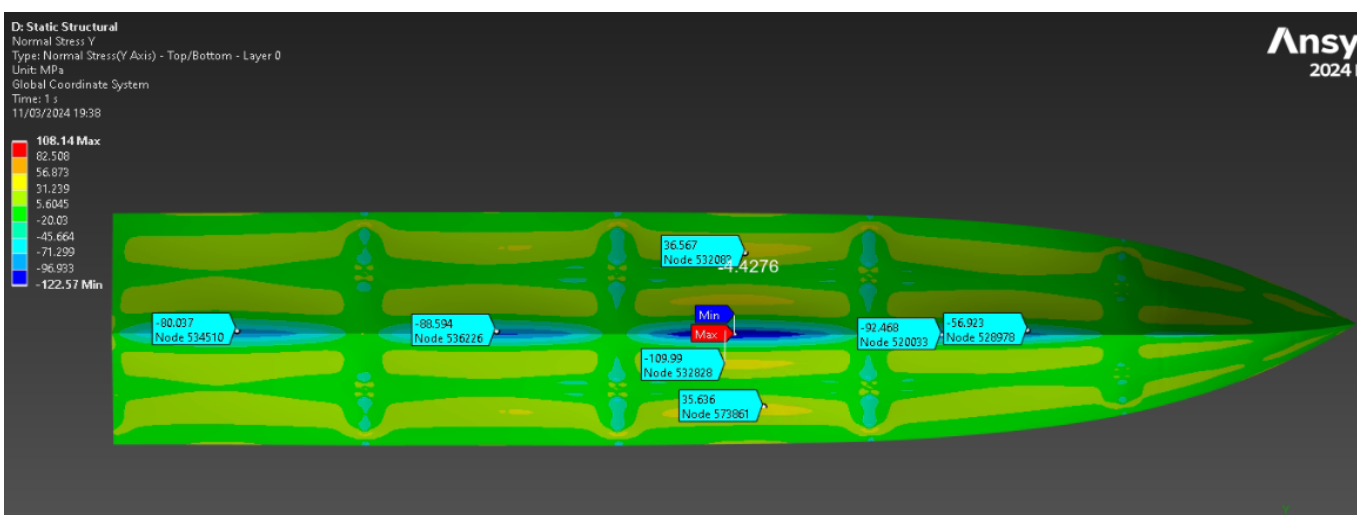 D: Static Structural
Normal Stress Y
Type: Normal Stress(Y Axis) - Top/Bottom - Layer 0
Unit: MPa
Global Coordinate System
Time: 1 s
11/03/2024 19:38
Ansy
2024
108.14 Max
82.508
56.873
31.239
5.6045
-20.03
-45.664
-71.299
-96.933
-122.57 Min
36.567
Node 532089
-4.4276
Min
Max
-80.037
Node 534510
-88.594
Node 536226
-92.468
Node 520033
-56.923
Node 528978
-109.99
Node 532828
35.636
Node 573861